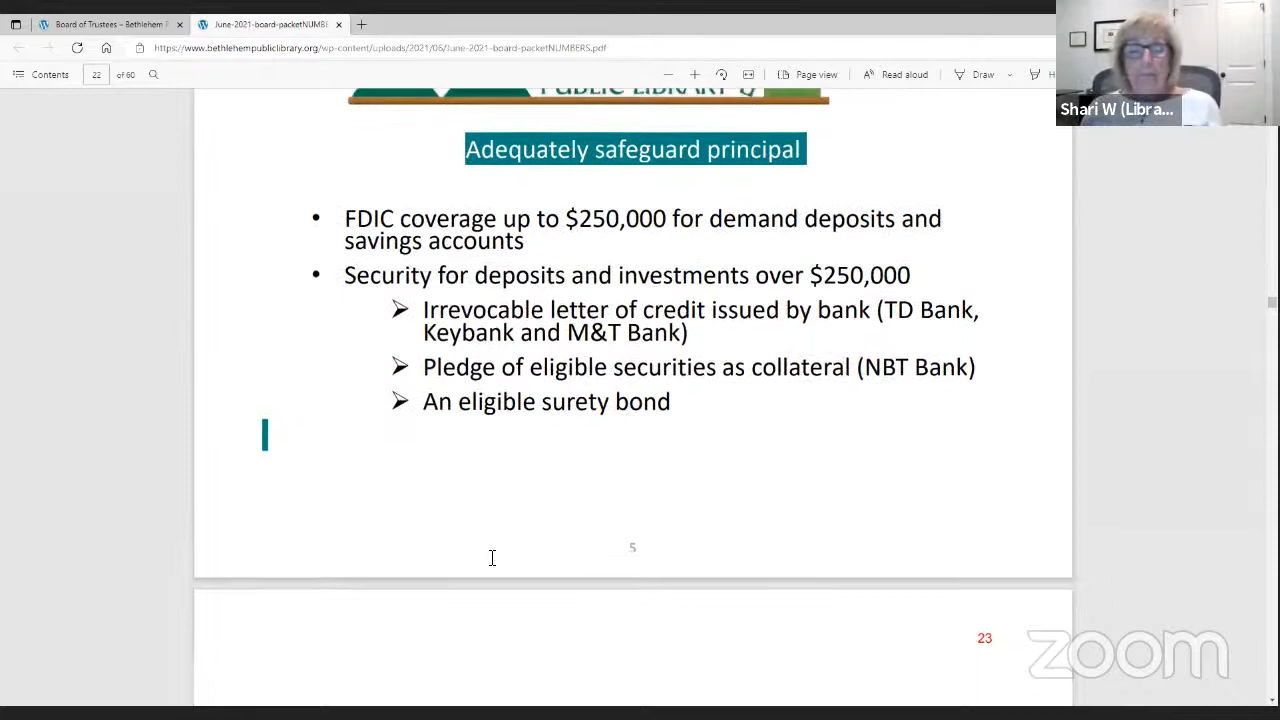 Board of Trustees – Bethlehem
June-2021-board-packetNUMBE
https://www.bethlehempubliclibrary.org/wp-content/uploads/2021/06/June-2021-board-packetNUMBERS.pdf
Contents
22
of 60
Page view
Read aloud
Draw
Shari W (Libra...
PUBLIC LIBRARY
Adequately safeguard principal
• FDIC coverage up to $250,000 for demand deposits and
savings accounts
• Security for deposits and investments over $250,000
➢ Irrevocable letter of credit issued by bank (TD Bank,
Keybank and M&T Bank)
➢ Pledge of eligible securities as collateral (NBT Bank)
➢ An eligible surety bond
5
23
zoom